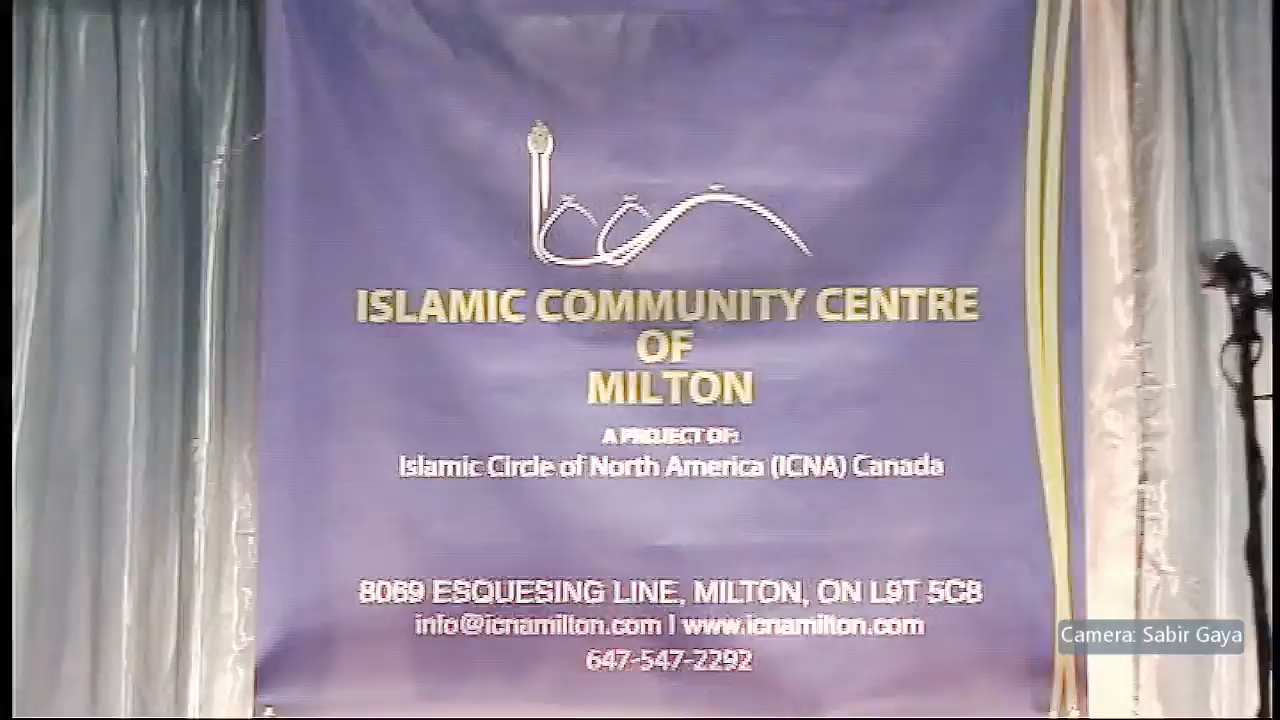 ISLAMIC COMMUNITY CENTRE
OF
MILTON
A PROJECT OF:
Islamic Circle of North America (ICNA) Canada
8069 ESQUESING LINE, MILTON, ON L9T 5C8
info@icnamilton.com | www.icnamilton.com
647-547-2292
Camera: Sabir Gaya